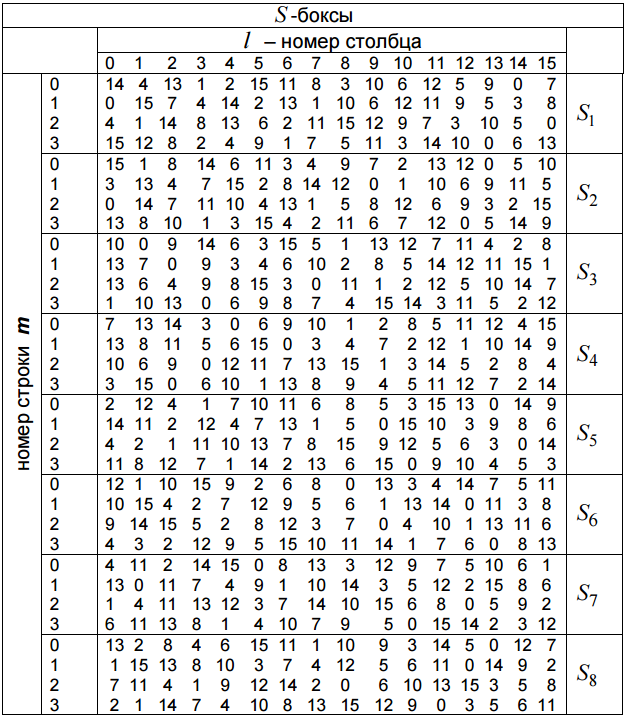 S -боксы
l – номер столбца
0 1 2 3 4 5 6 7 8 9 10 11 12 13 14 15
номер строки m
0 14 4 13 1 2 15 11 8 3 10 6 12 5 9 0 7
1 0 15 7 4 14 2 13 1 10 6 12 11 9 5 3 8
2 4 1 14 8 13 6 2 11 15 12 9 7 3 10 5 0
3 15 12 8 2 4 9 1 7 5 11 3 14 10 0 6 13
S1
0 15 1 8 14 6 11 3 4 9 7 2 13 12 0 5 10
1 3 13 4 7 15 2 8 14 12 0 1 10 6 9 11 5
2 0 14 7 11 10 4 13 1 5 8 12 6 9 3 2 15
3 13 8 10 1 3 15 4 2 11 6 7 12 0 5 14 9
S2
0 10 0 9 14 6 3 15 5 1 13 12 7 11 4 2 8
1 13 7 0 9 3 4 6 10 2 8 5 14 12 11 15 1
2 13 6 4 9 8 15 3 0 11 1 2 12 5 10 14 7
3 1 10 13 0 6 9 8 7 4 15 14 3 11 5 2 12
S3
0 7 13 14 3 0 6 9 10 1 2 8 5 11 12 4 15
1 13 8 11 5 6 15 0 3 4 7 2 12 1 10 14 9
2 10 6 9 0 12 11 7 13 15 1 3 14 5 2 8 4
3 3 15 0 6 10 1 13 8 9 4 5 11 12 7 2 14
S4
0 2 12 4 1 7 10 11 6 8 5 3 15 13 0 14 9
1 14 11 2 12 4 7 13 1 5 0 15 10 3 9 8 6
2 4 2 1 11 10 13 7 8 15 9 12 5 6 3 0 14
3 11 8 12 7 1 14 2 13 6 15 0 9 10 4 5 3
S5
0 12 1 10 15 9 2 6 8 0 13 3 4 14 7 5 11
1 10 15 4 2 7 12 9 5 6 1 13 14 0 11 3 8
2 9 14 15 5 2 8 12 3 7 0 4 10 1 13 11 6
3 4 3 2 12 9 5 15 10 11 14 1 7 6 0 8 13
S6
0 4 11 2 14 15 0 8 13 3 12 9 7 5 10 6 1
1 13 0 11 7 4 9 1 10 14 3 5 12 2 15 8 6
2 1 4 11 13 12 3 7 14 10 15 6 8 0 5 9 2
3 6 11 13 8 1 4 10 7 9 5 0 15 14 2 3 12
S7
0 13 2 8 4 6 15 11 1 10 9 3 14 5 0 12 7
1 1 15 13 8 10 3 7 4 12 5 6 11 0 14 9 2
2 7 11 4 1 9 12 14 2 0 6 10 13 15 3 5 8
3 2 1 14 7 4 10 8 13 15 12 9 0 3 5 6 11
S8